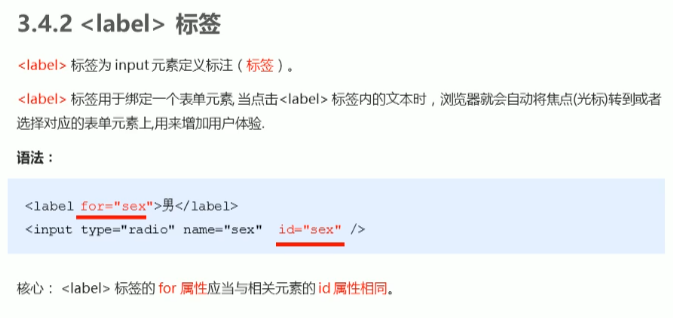 3.4.2 <label> 标签
<label> 标签为 input 元素定义标注（标签）。
<label> 标签用于绑定一个表单元素, 当点击<label> 标签内的文本时，浏览器就会自动将焦点(光标)转到或者
选择对应的表单元素上,用来增加用户体验.
语法：
<label for="sex">男</label>
<input type="radio" name="sex"  id="sex" />
核心： <label> 标签的 for 属性应当与相关元素的 id 属性相同。